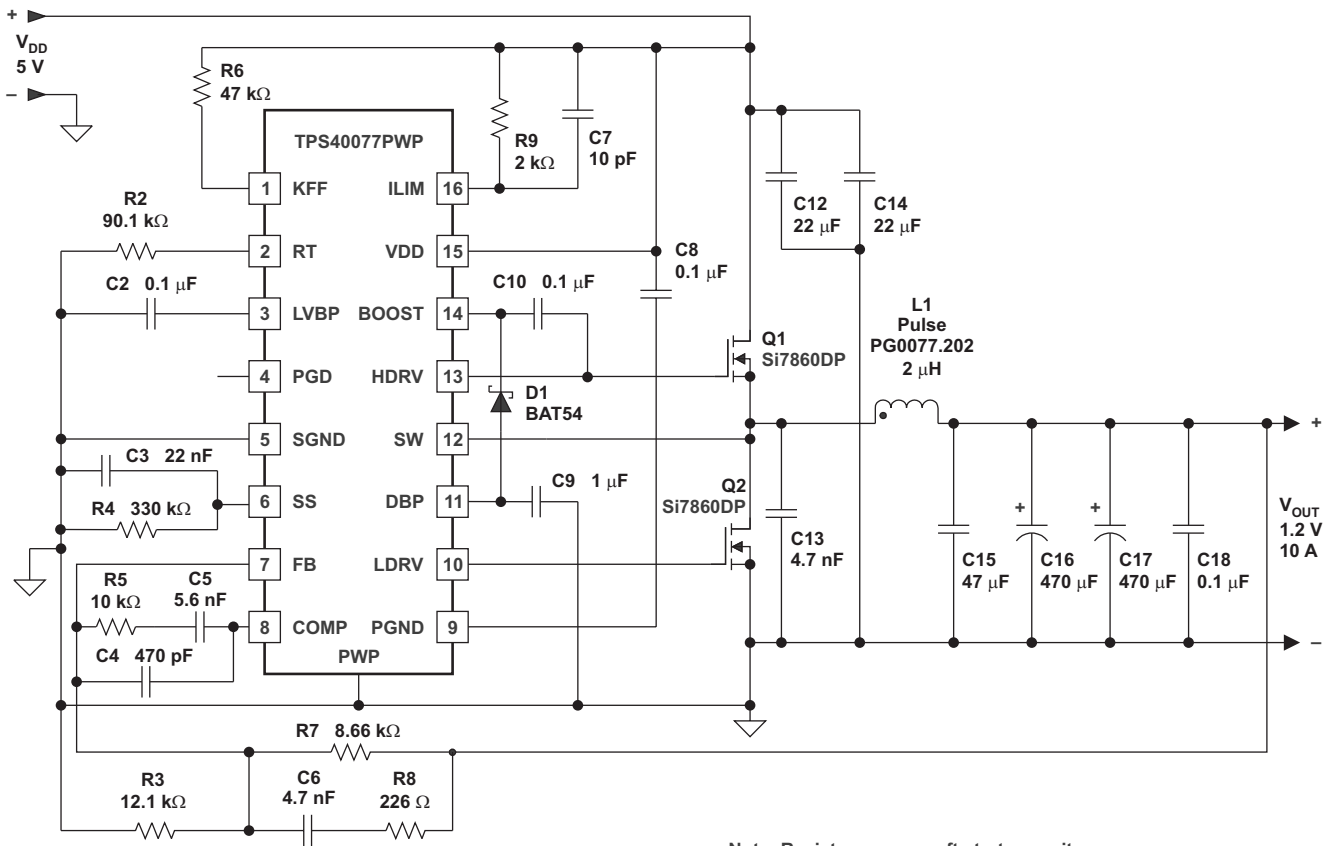 +
V_DD
5 V
–
R6
47 kΩ
TPS40077PWP
R9
2 kΩ
C7
10 pF
1 KFF ILIM 16
R2
90.1 kΩ
2 RT VDD 15
C2 0.1 µF
3 LVBP BOOST 14
C10 0.1 µF
C8
0.1 µF
C12
22 µF
C14
22 µF
4 PGD HDRV 13
D1
BAT54
Q1
Si7860DP
L1
Pulse
PG0077.202
2 µH
5 SGND SW 12
C3 22 nF
6 SS DBP 11
R4 330 kΩ
C9 1 µF
Q2
Si7860DP
C13
4.7 nF
7 FB LDRV 10
R5
10 kΩ
C5
5.6 nF
8 COMP PGND 9
C4 470 pF
PWP
+
C15
47 µF
+
C16
470 µF
+
C17
470 µF
C18
0.1 µF
V_OUT
1.2 V
10 A
–
R7 8.66 kΩ
R3
12.1 kΩ
C6
4.7 nF
R8
226 Ω